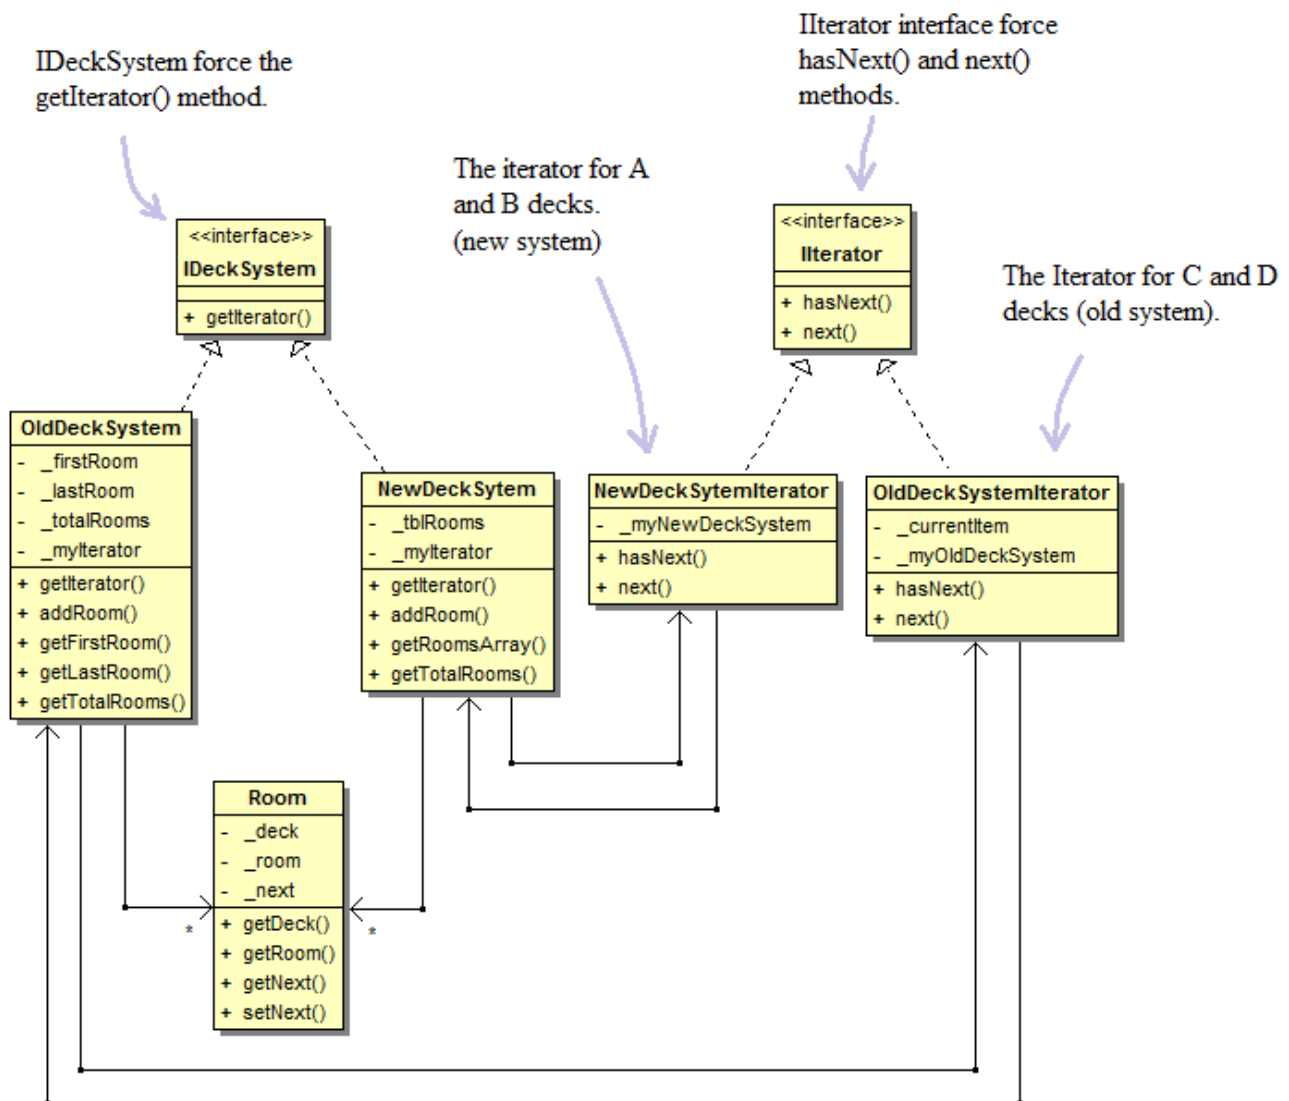 IIterator interface force
hasNext() and next()
methods.
IDeckSystem force the
getIterator() method.
The iterator for A
and B decks.
(new system)
The Iterator for C and D
decks (old system).
<<interface>>
IDeckSystem
+ getIterator()
<<interface>>
IIterator
+ hasNext()
+ next()
OldDeckSystem
- _firstRoom
- _lastRoom
- _totalRooms
- _myIterator
+ getIterator()
+ addRoom()
+ getFirstRoom()
+ getLastRoom()
+ getTotalRooms()
NewDeckSytem
- _tblRooms
- _myIterator
+ getIterator()
+ addRoom()
+ getRoomsArray()
+ getTotalRooms()
NewDeckSytemIterator
- _myNewDeckSystem
+ hasNext()
+ next()
OldDeckSystemIterator
- _currentItem
- _myOldDeckSystem
+ hasNext()
+ next()
Room
- _deck
- _room
- _next
+ getDeck()
+ getRoom()
+ getNext()
+ setNext()
*
*